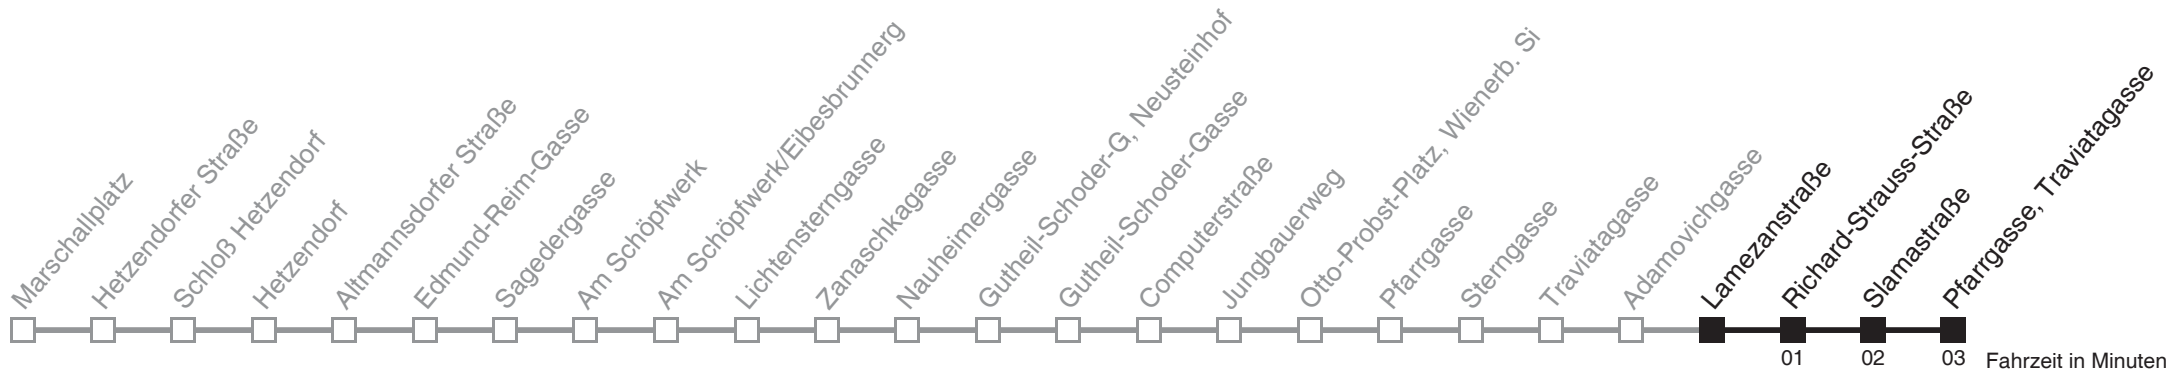 Marschallplatz
Hetzendorfer Straße
Schloß Hetzendorf
Hetzendorf
Altmannsdorfer Straße
Edmund-Reim-Gasse
Sagedergasse
Am Schöpfwerk
Am Schöpfwerk/Eibesbrunnerg
Lichtensterngasse
Zanaschkagasse
Nauheimergasse
Gutheil-Schoder-G, Neusteinhof
Gutheil-Schoder-Gasse
Computerstraße
Jungbauerweg
Otto-Probst-Platz, Wienerb. Si
Pfarrgasse
Sterngasse
Traviatagasse
Adamovichgasse
Lamezanstraße
Richard-Strauss-Straße
Slamastraße
Pfarrgasse, Traviatagasse
01 02 03 Fahrzeit in Minuten